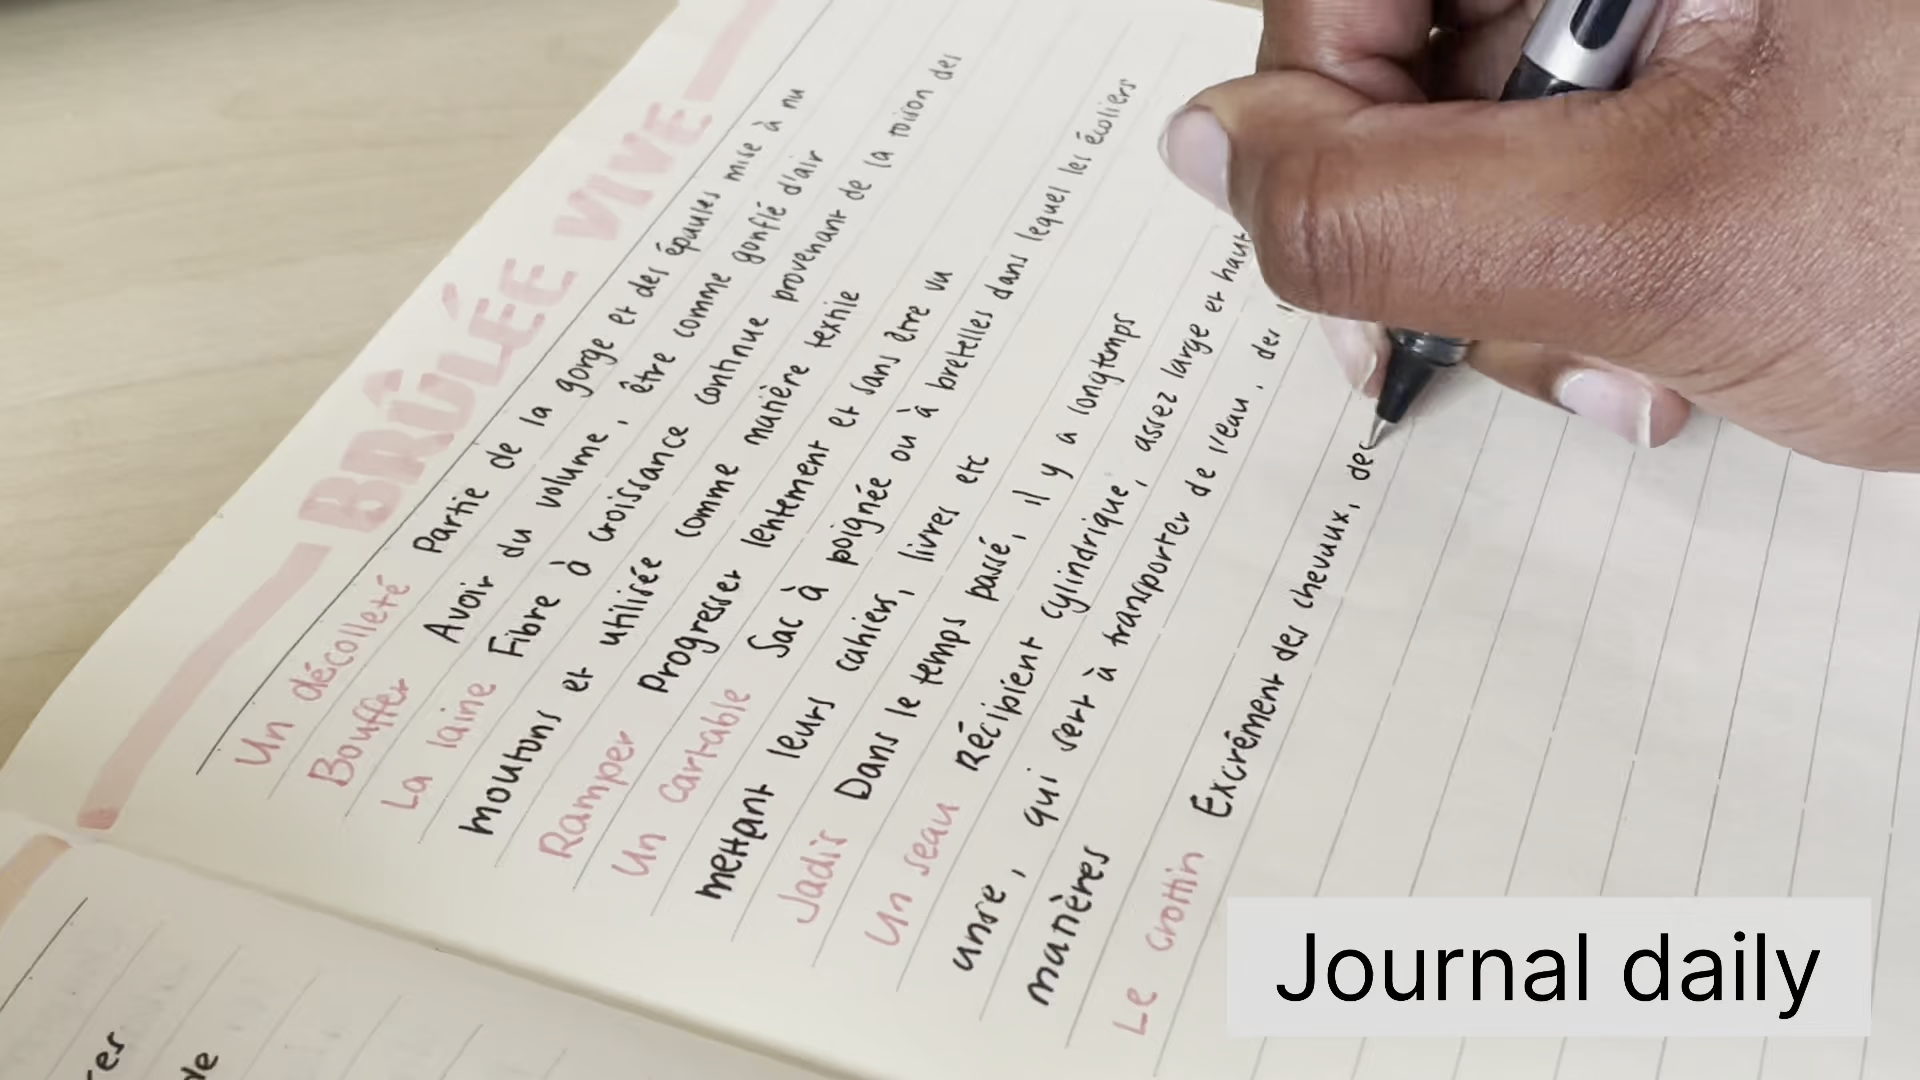 BRÛLÉE VIVE
Un décolleté Partie de la gorge et des épaules mise à nu
Bouffer Avoir du volume, être comme gonflé d'air
La laine Fibre à croissance continue provenant de la toison des
moutons et utilisée comme matière textile
Ramper Progresser lentement et sans être vu
Un cartable Sac à poignée ou à bretelles dans lequel les écoliers
mettant leurs cahiers, livres etc
Jadis Dans le temps passé, il y a longtemps
Un seau Récipient cylindrique, assez large et haut
, qui sert à transporter de l'eau, des
matières
Le crottin Excrément des chevaux, des
de
Journal daily